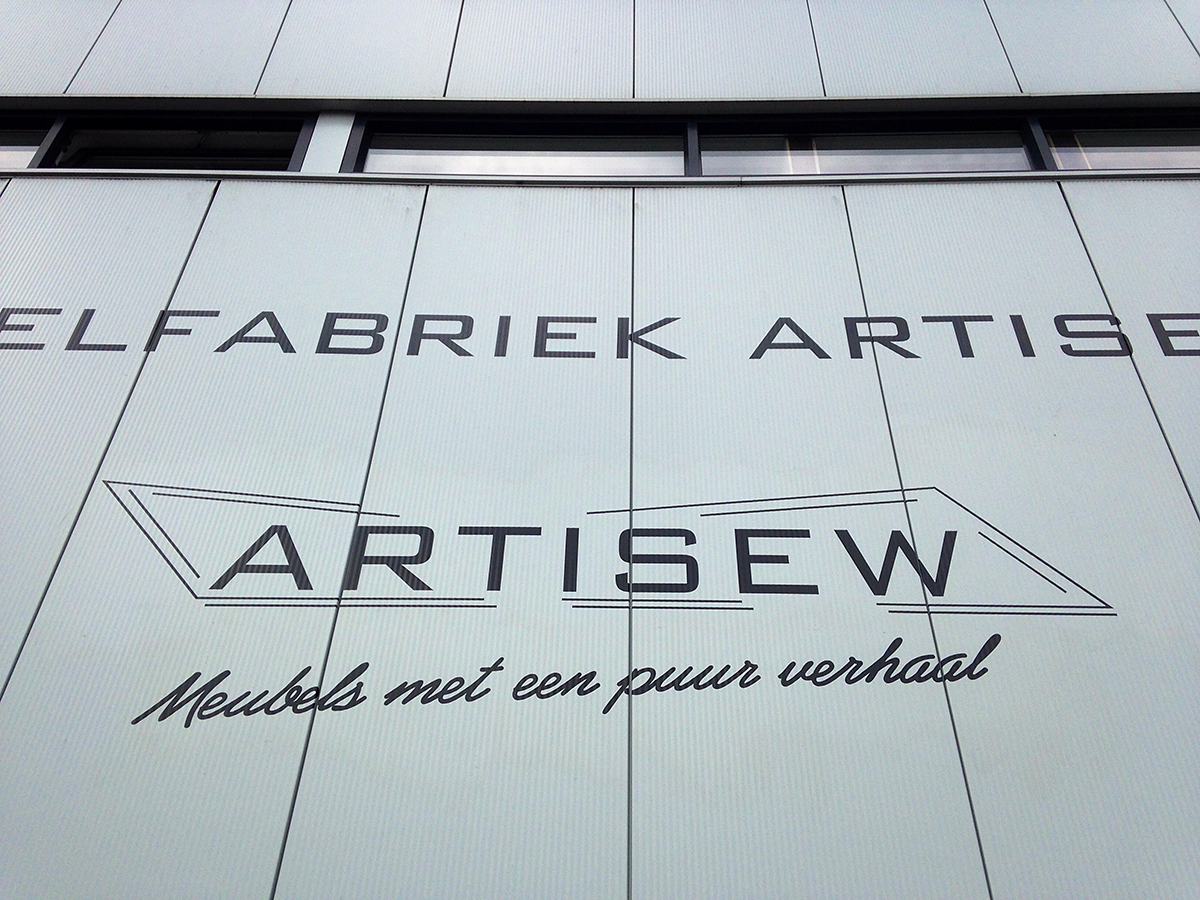 ELFABRIEK ARTISE
ARTISEW
Meubels met een puur verhaal